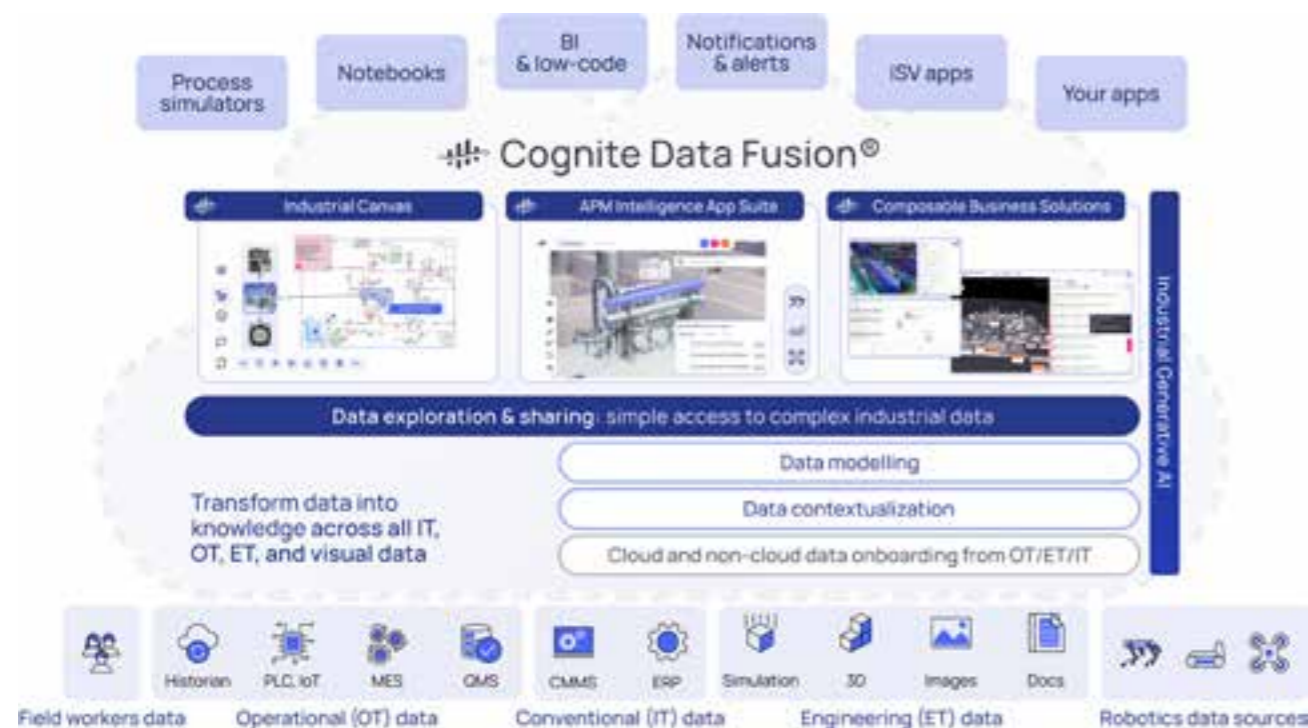 Process
simulators
Notebooks
BI
& low-code
Notifications
& alerts
ISV apps
Your apps
Cognite Data Fusion®
Industrial Canvas
APM Intelligence App Suite
Composable Business Solutions
Industrial Generative AI
Data exploration & sharing: simple access to complex industrial data
Data modelling
Data contextualization
Cloud and non-cloud data onboarding from OT/ET/IT
Transform data into
knowledge across all IT,
OT, ET, and visual data
Historian
PLC, IoT
MES
QMS
CMMS
ERP
Simulation
3D
Images
Docs
Field workers data
Operational (OT) data
Conventional (IT) data
Engineering (ET) data
Robotics data sources